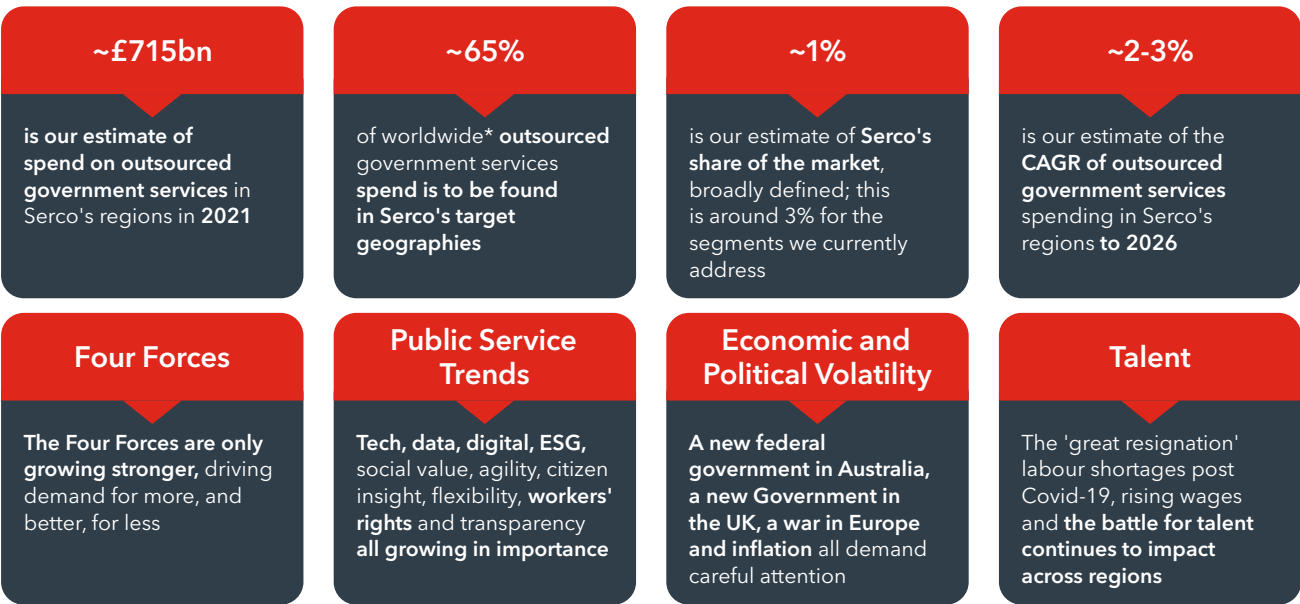 ~£715bn
is our estimate of
spend on outsourced
government services in
Serco's regions in 2021
~65%
of worldwide* outsourced
government services
spend is to be found
in Serco's target
geographies
~1%
is our estimate of Serco's
share of the market,
broadly defined; this
is around 3% for the
segments we currently
address
~2-3%
is our estimate of the
CAGR of outsourced
government services
spending in Serco's
regions to 2026
Four Forces
The Four Forces are only
growing stronger, driving
demand for more, and
better, for less
Public Service
Trends
Tech, data, digital, ESG,
social value, agility, citizen
insight, flexibility, workers'
rights and transparency
all growing in importance
Economic and
Political Volatility
A new federal
government in Australia,
a new Government in
the UK, a war in Europe
and inflation all demand
careful attention
Talent
The 'great resignation'
labour shortages post
Covid-19, rising wages
and the battle for talent
continues to impact
across regions